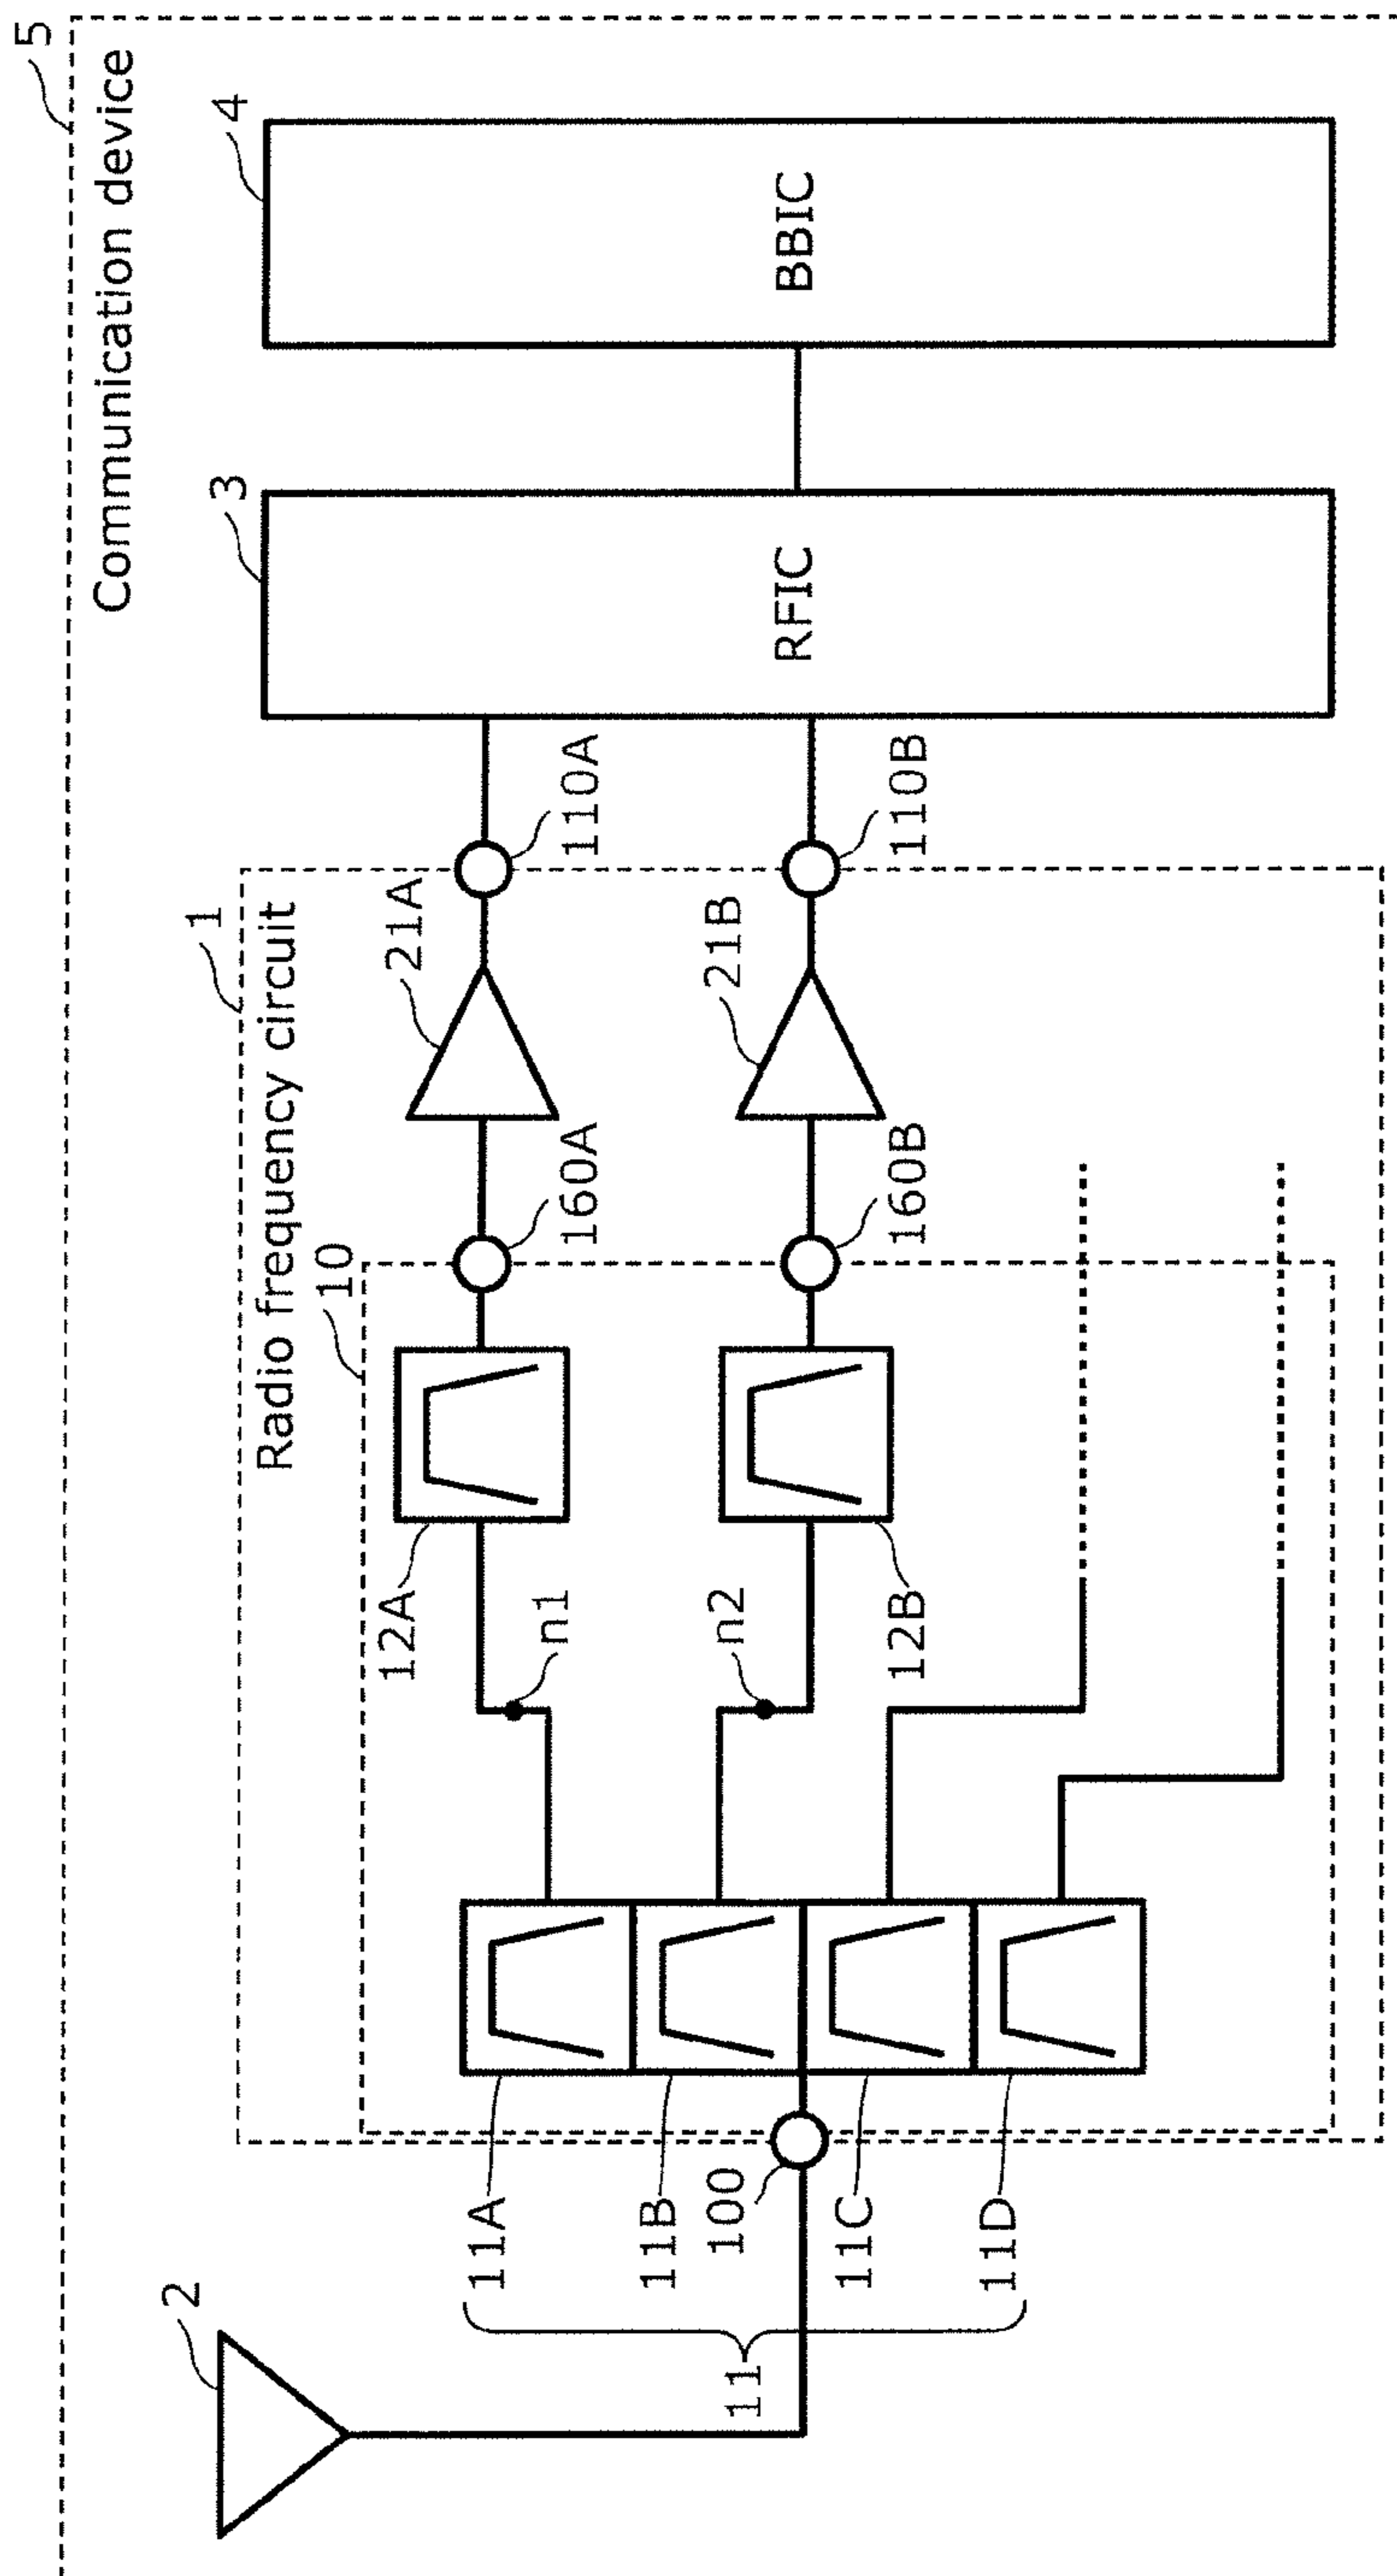 5
Communication device
1
Radio frequency circuit
10
2
12A
21A
3
4
n1
160A
110A
RFIC
BBIC
11A
11B
100
11C
11D
11
n2
12B
21B
160B
110B